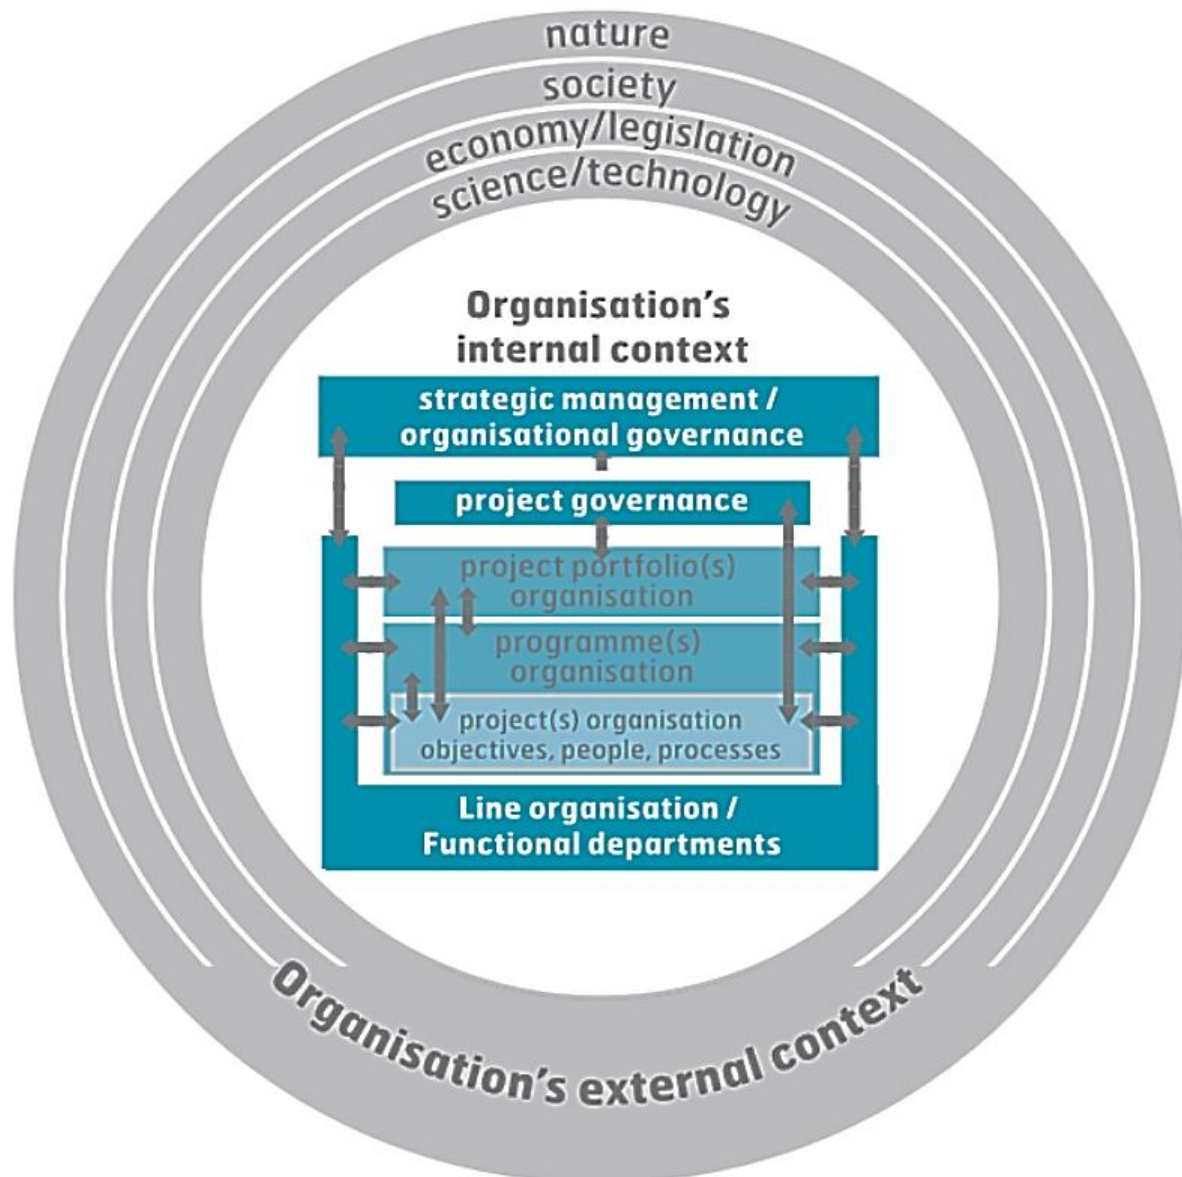 nature
society
economy/legislation
science/technology
Organisation's
internal context
strategic management /
organisational governance
project governance
project portfolio(s)
organisation
programme(s)
organisation
project(s) organisation
objectives, people, processes
Line organisation /
Functional departments
Organisation's external context